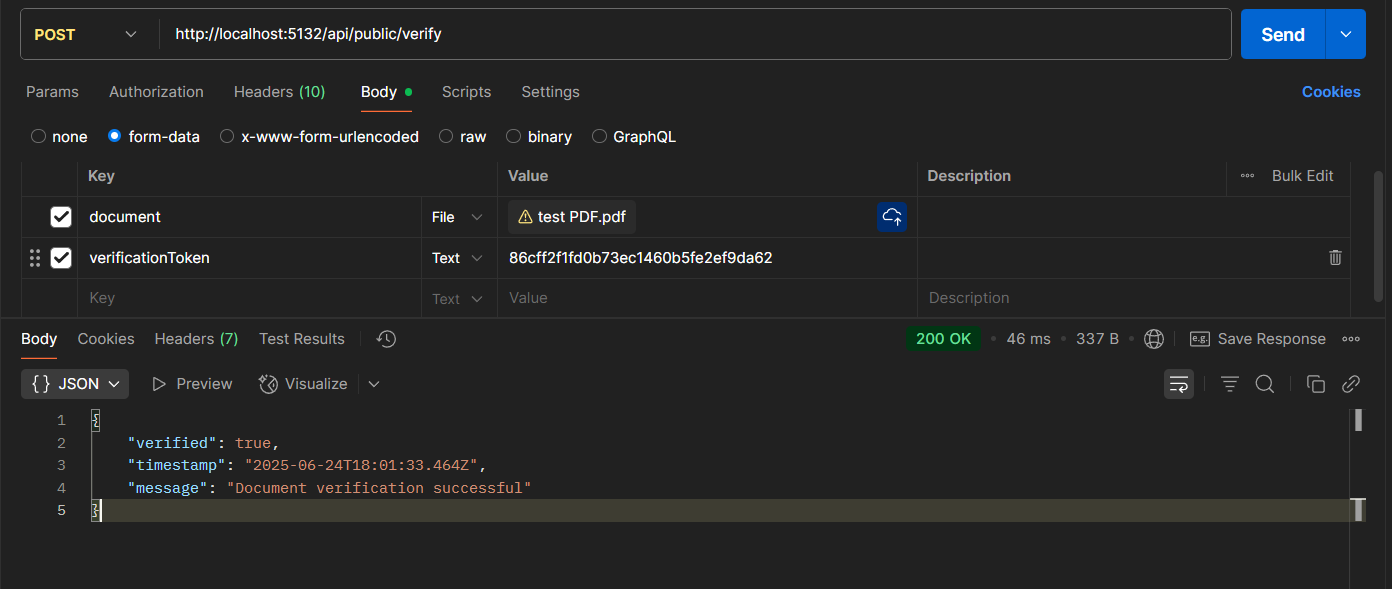 POST http://localhost:5132/api/public/verify Send
Params Authorization Headers (10) Body Scripts Settings Cookies
none form-data x-www-form-urlencoded raw binary GraphQL
Key Value Description Bulk Edit
document File test PDF.pdf
verificationToken Text 86cff2f1fd0b73ec1460b5fe2ef9da62
Key Text Value Description
Body Cookies Headers (7) Test Results 200 OK 46 ms 337 B e.g. Save Response
{} JSON Preview Visualize
1 {
2 "verified": true,
3 "timestamp": "2025-06-24T18:01:33.464Z",
4 "message": "Document verification successful"
5 }